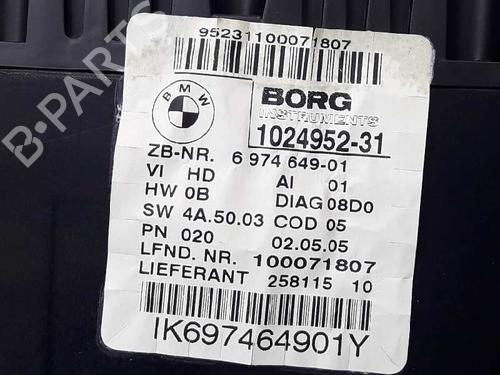 95231100071807
BMW
BORG
INSTRUMENTS
1024952-31
ZB-NR. 6 974 649-01
VI HD AI 01
HW 0B DIAG 08D0
SW 4A.50.03 COD 05
PN 020 02.05.05
LFND. NR. 100071807
LIEFERANT 258115 10
IK697464901Y
B-PARTS